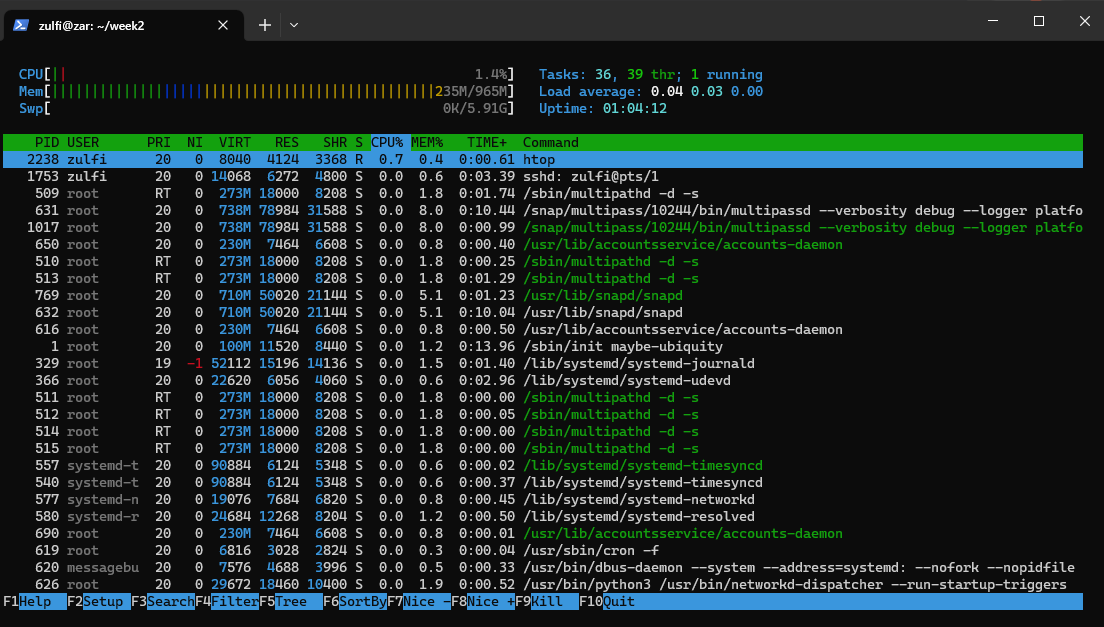 zulfi@zar: ~/week2
CPU[|| 1.4%] Tasks: 36, 39 thr; 1 running
Mem[||||||||||||||||||||||||||||||||||||||||||||||||235M/965M] Load average: 0.04 0.03 0.00
Swp[ 0K/5.91G] Uptime: 01:04:12
PID USER PRI NI VIRT RES SHR S CPU% MEM% TIME+ Command
2238 zulfi 20 0 8040 4124 3368 R 0.7 0.4 0:00.61 htop
1753 zulfi 20 0 14068 6272 4800 S 0.0 0.6 0:03.39 sshd: zulfi@pts/1
509 root RT 0 273M 18000 8208 S 0.0 1.8 0:01.74 /sbin/multipathd -d -s
631 root 20 0 738M 78984 31588 S 0.0 8.0 0:10.44 /snap/multipass/10244/bin/multipassd --verbosity debug --logger platfo
1017 root 20 0 738M 78984 31588 S 0.0 8.0 0:00.99 /snap/multipass/10244/bin/multipassd --verbosity debug --logger platfo
650 root 20 0 230M 7464 6608 S 0.0 0.8 0:00.40 /usr/lib/accountsservice/accounts-daemon
510 root RT 0 273M 18000 8208 S 0.0 1.8 0:00.25 /sbin/multipathd -d -s
513 root RT 0 273M 18000 8208 S 0.0 1.8 0:01.29 /sbin/multipathd -d -s
769 root 20 0 710M 50020 21144 S 0.0 5.1 0:01.23 /usr/lib/snapd/snapd
632 root 20 0 710M 50020 21144 S 0.0 5.1 0:10.04 /usr/lib/snapd/snapd
616 root 20 0 230M 7464 6608 S 0.0 0.8 0:00.50 /usr/lib/accountsservice/accounts-daemon
1 root 20 0 100M 11520 8440 S 0.0 1.2 0:13.96 /sbin/init maybe-ubiquity
329 root 19 -1 52112 15196 14136 S 0.0 1.5 0:01.40 /lib/systemd/systemd-journald
366 root 20 0 22620 6056 4060 S 0.0 0.6 0:02.96 /lib/systemd/systemd-udevd
511 root RT 0 273M 18000 8208 S 0.0 1.8 0:00.00 /sbin/multipathd -d -s
512 root RT 0 273M 18000 8208 S 0.0 1.8 0:00.05 /sbin/multipathd -d -s
514 root RT 0 273M 18000 8208 S 0.0 1.8 0:00.00 /sbin/multipathd -d -s
515 root RT 0 273M 18000 8208 S 0.0 1.8 0:00.00 /sbin/multipathd -d -s
557 systemd-t 20 0 90884 6124 5348 S 0.0 0.6 0:00.02 /lib/systemd/systemd-timesyncd
540 systemd-t 20 0 90884 6124 5348 S 0.0 0.6 0:00.37 /lib/systemd/systemd-timesyncd
577 systemd-n 20 0 19076 7684 6820 S 0.0 0.8 0:00.45 /lib/systemd/systemd-networkd
580 systemd-r 20 0 24684 12268 8204 S 0.0 1.2 0:00.50 /lib/systemd/systemd-resolved
690 root 20 0 230M 7464 6608 S 0.0 0.8 0:00.01 /usr/lib/accountsservice/accounts-daemon
619 root 20 0 6816 3028 2824 S 0.0 0.3 0:00.04 /usr/sbin/cron -f
620 messagebu 20 0 7576 4688 3996 S 0.0 0.5 0:00.33 /usr/bin/dbus-daemon --system --address=systemd: --nofork --nopidfile
626 root 20 0 29672 18460 10400 S 0.0 1.9 0:00.52 /usr/bin/python3 /usr/bin/networkd-dispatcher --run-startup-triggers
F1Help F2Setup F3SearchF4FilterF5Tree F6SortByF7Nice -F8Nice +F9Kill F10Quit